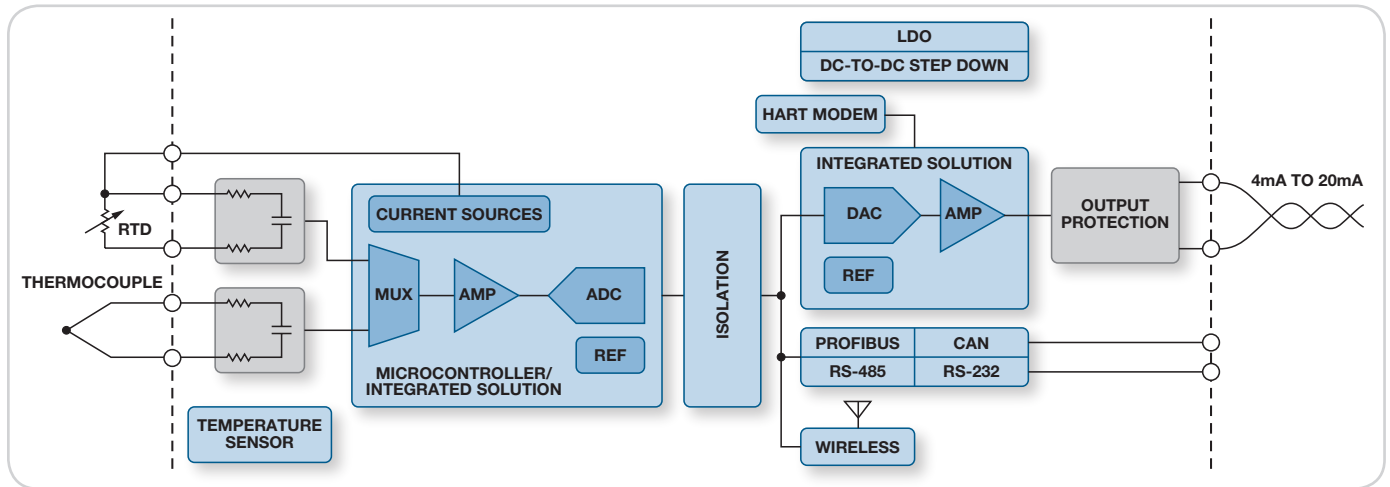 LDO
DC-TO-DC STEP DOWN
HART MODEM
INTEGRATED SOLUTION
DAC
AMP
REF
OUTPUT
PROTECTION
4mA TO 20mA
CURRENT SOURCES
RTD
THERMOCOUPLE
MUX
AMP
ADC
REF
MICROCONTROLLER/
INTEGRATED SOLUTION
ISOLATION
PROFIBUS
CAN
RS-485
RS-232
TEMPERATURE
SENSOR
WIRELESS